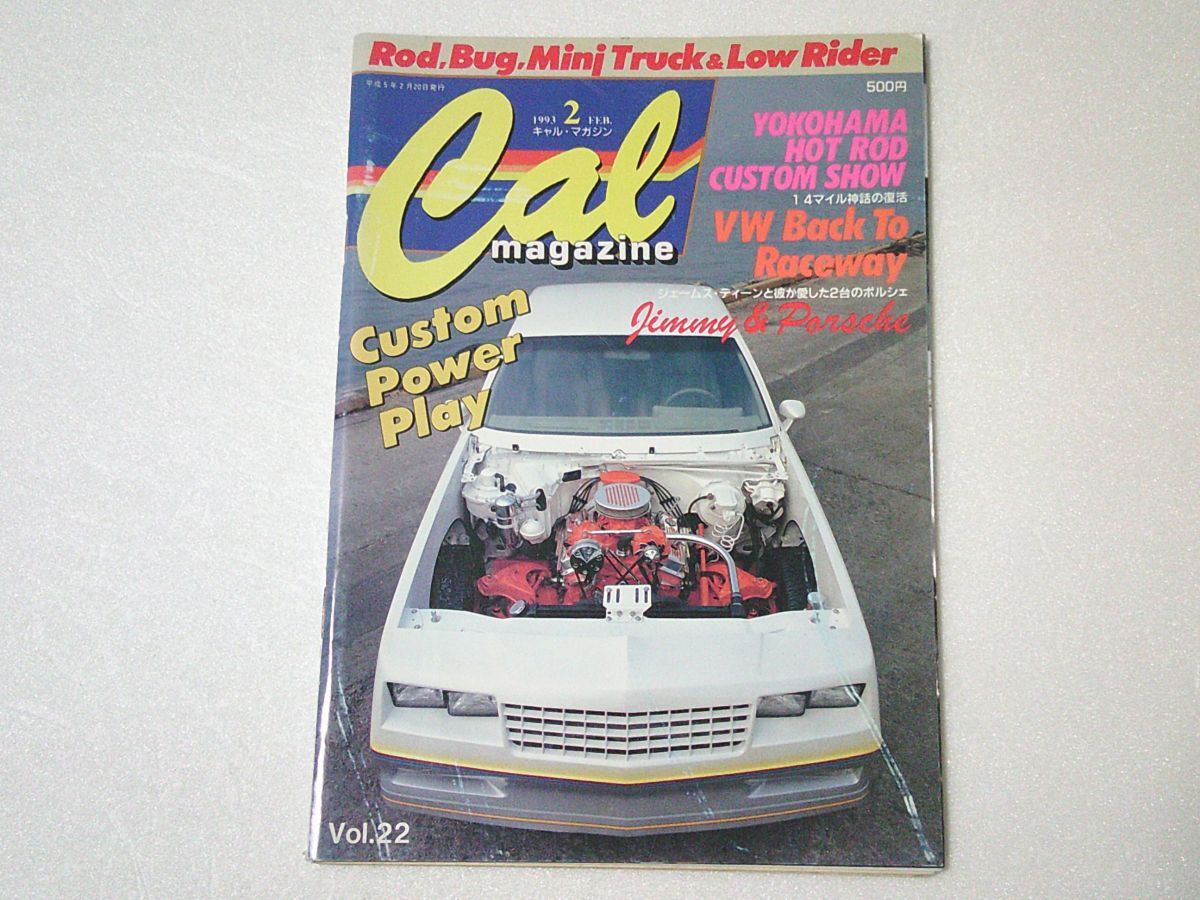 Rod, Bug, Mini Truck & Low Rider
平成5年2月20日発行
500円
1993 2 FEB.
キャル・マガジン
Cal
magazine
YOKOHAMA
HOT ROD
CUSTOM SHOW
14マイル神話の復活
VW Back To
Raceway
ジェームス・ディーンと彼が愛した2台のポルシェ
Jimmy & Porsche
Custom
Power
Play
Vol.22